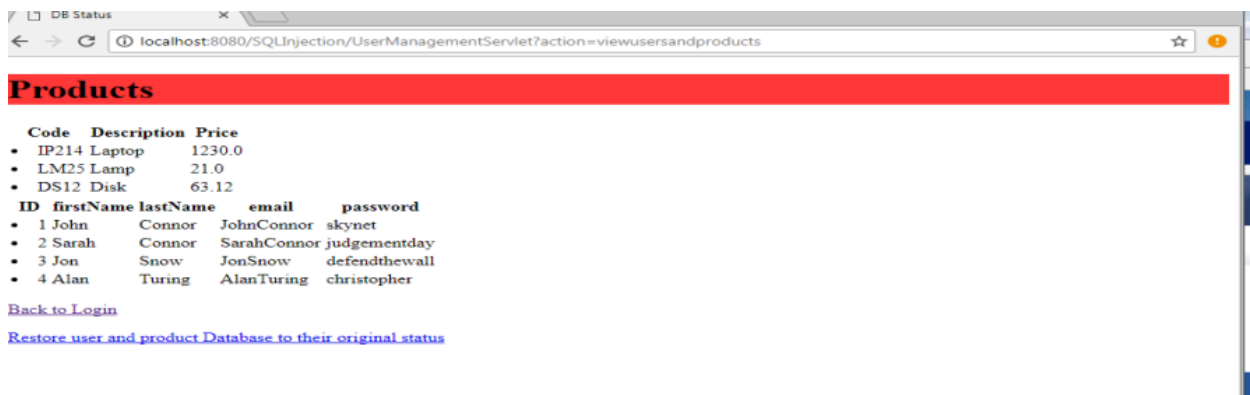 DB Status
localhost:8080/SQLInjection/UserManagementServlet?action=viewusersandproducts
Products
Code Description Price
• IP214 Laptop 1230.0
• LM25 Lamp 21.0
• DS12 Disk 63.12
ID firstName lastName email password
• 1 John Connor JohnConnor skynet
• 2 Sarah Connor SarahConnor judgementday
• 3 Jon Snow JonSnow defendthewall
• 4 Alan Turing AlanTuring christopher
Back to Login
Restore user and product Database to their original status